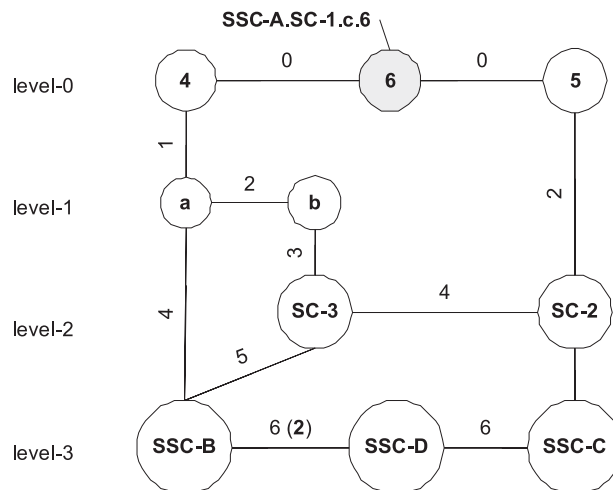 SSC-A.SC-1.c.6
0 0
level-0 4 6 5
1
2
level-1 a b 2
3
4
level-2 SC-3 SC-2
4
5
6 (2) 6
level-3 SSC-B SSC-D SSC-C